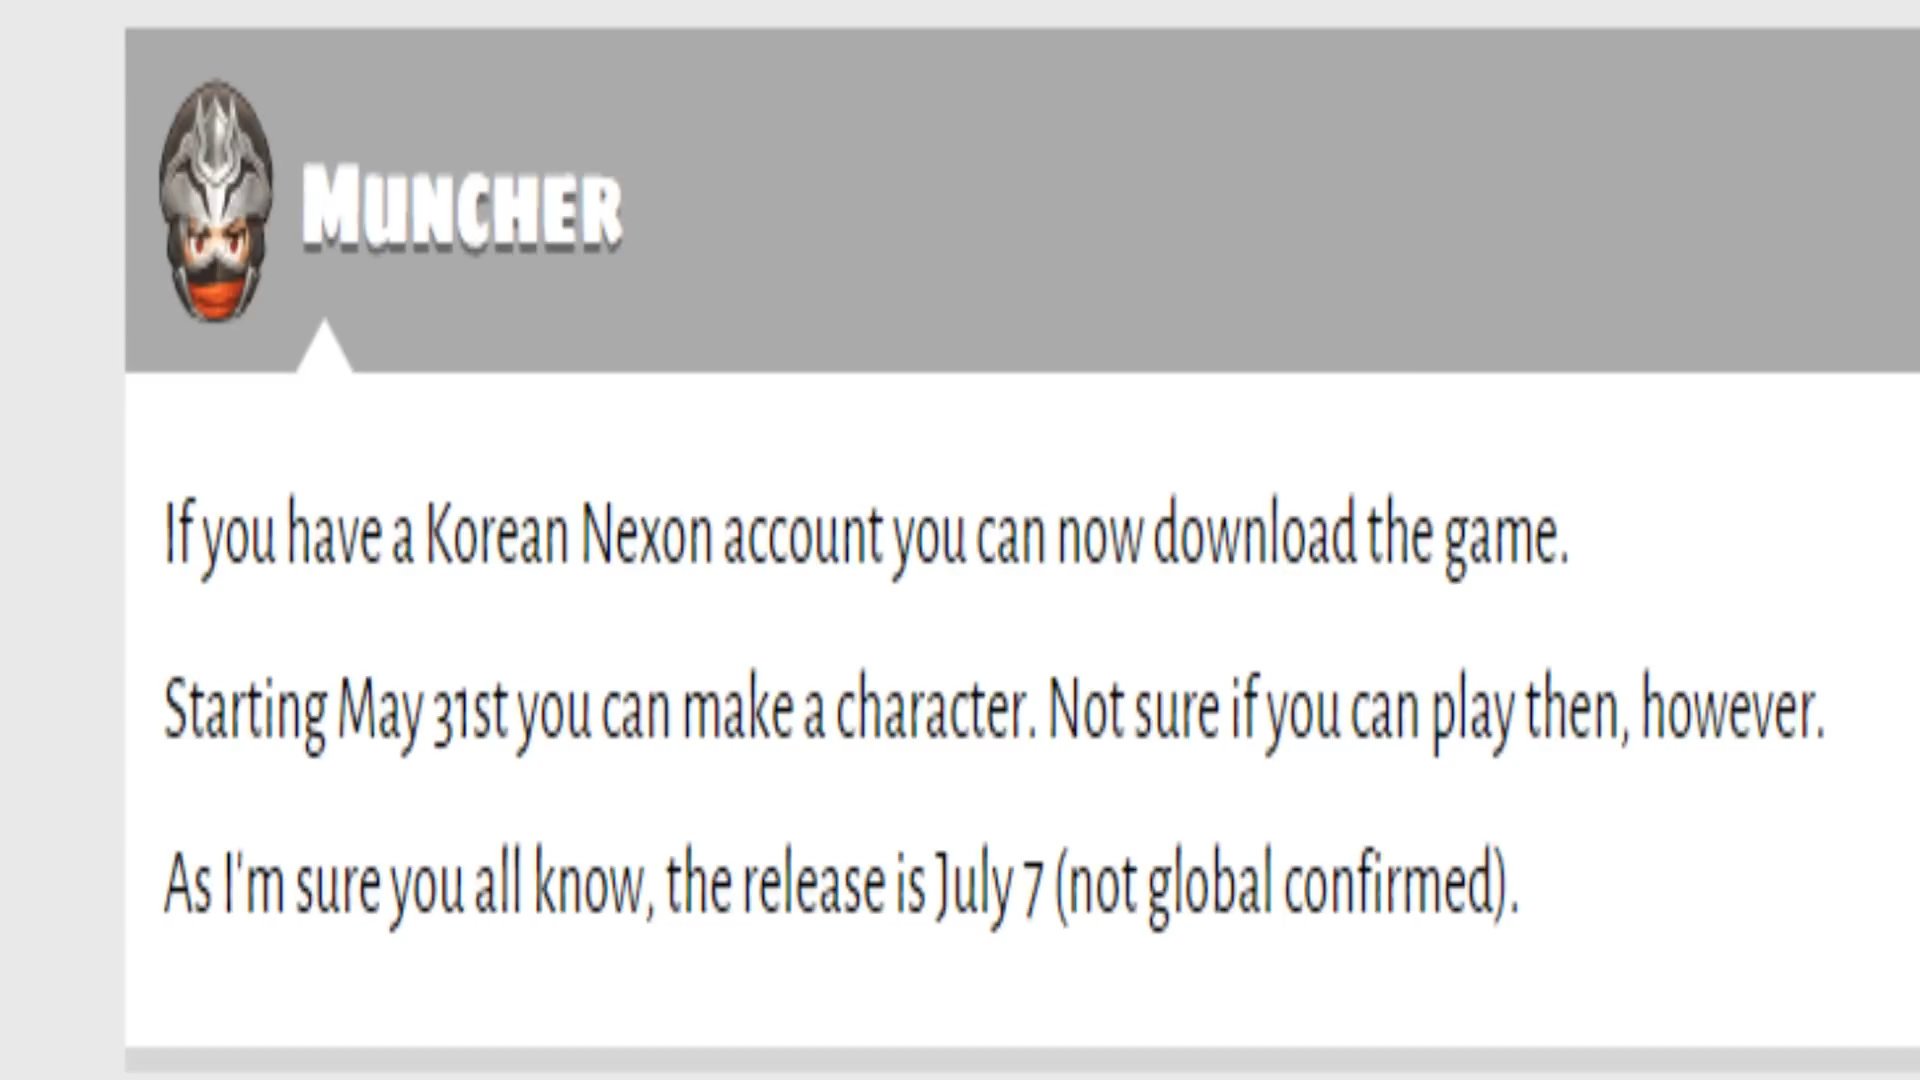 Muncher
If you have a Korean Nexon account you can now download the game.
Starting May 31st you can make a character. Not sure if you can play then, however.
As I'm sure you all know, the release is July 7 (not global confirmed).